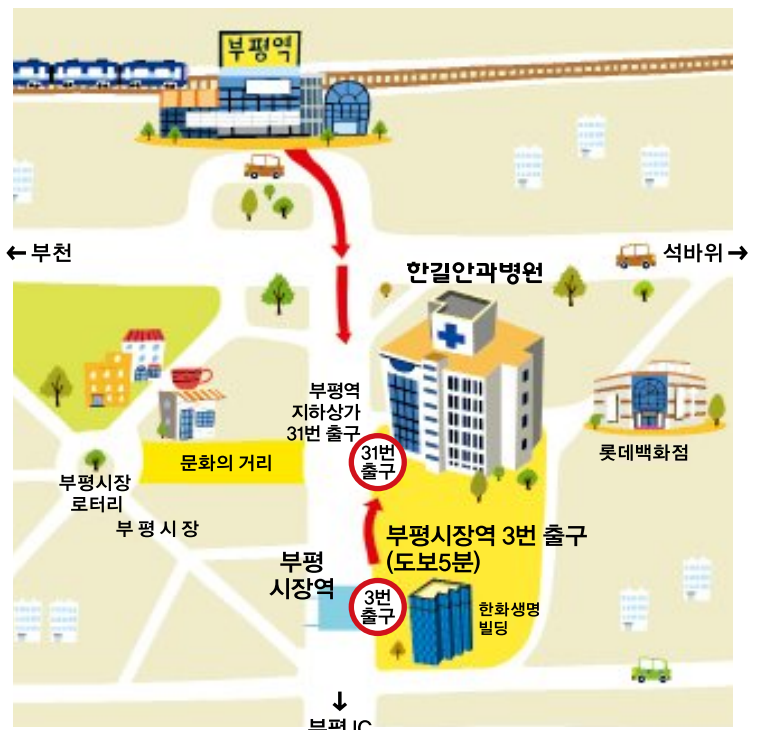 부평역
← 부천
석바위 →
한길안과병원
부평역
지하상가
31번 출구
31번
출구
롯데백화점
문화의 거리
부평시장
로터리
부평시장
부평시장역 3번 출구
(도보5분)
부평
시장역
3번
출구
한화생명
빌딩
↓
부평 IC